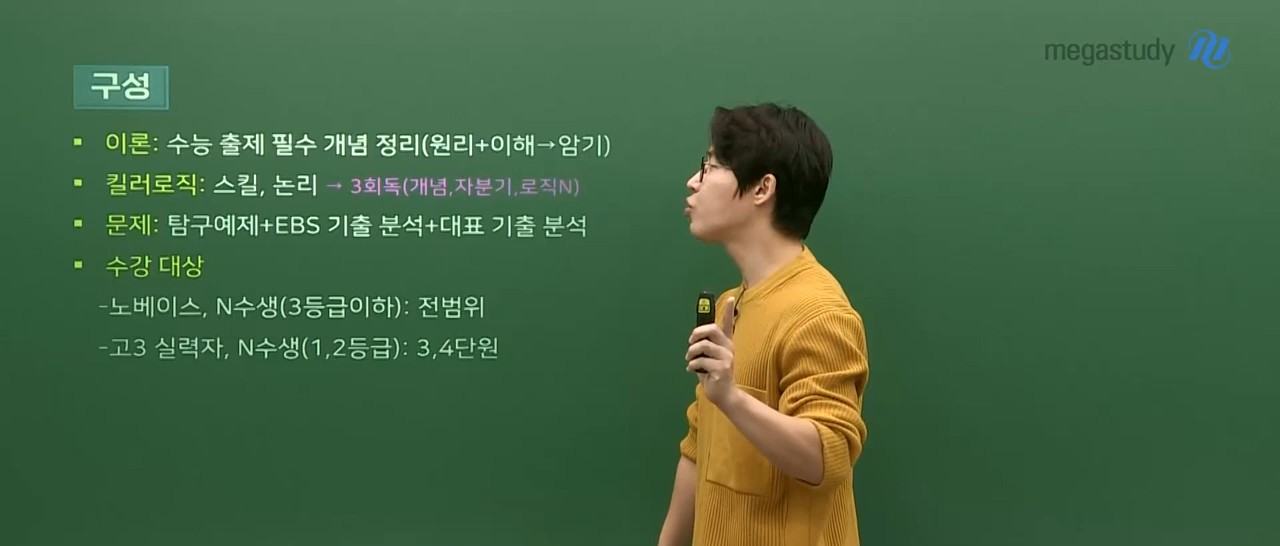 megastudy
구성
▪ 이론: 수능 출제 필수 개념 정리(원리+이해→암기)
▪ 킬러로직: 스킬, 논리 → 3회독(개념,자분기,로직N)
▪ 문제: 탐구예제+EBS 기출 분석+대표 기출 분석
▪ 수강 대상
-노베이스, N수생(3등급이하): 전범위
-고3 실력자, N수생(1,2등급): 3,4단원